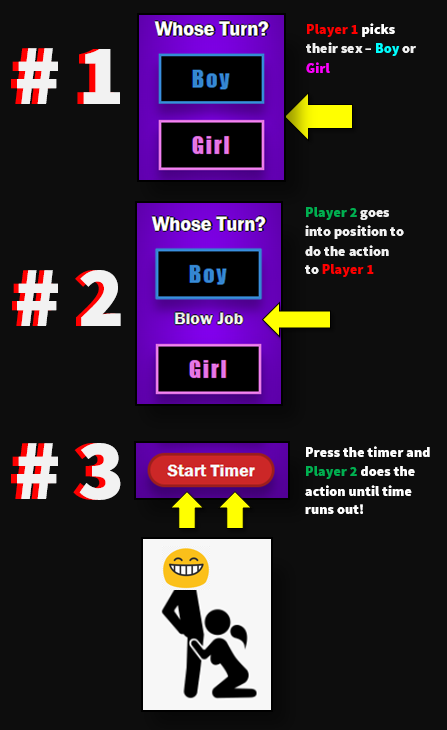 # 1
Whose Turn?
Boy
Girl
Player 1 picks
their sex – Boy or
Girl
# 2
Whose Turn?
Boy
Blow Job
Girl
Player 2 goes
into position to
do the action
to Player 1
# 3
Start Timer
Press the timer and
Player 2 does the
action until time
runs out!